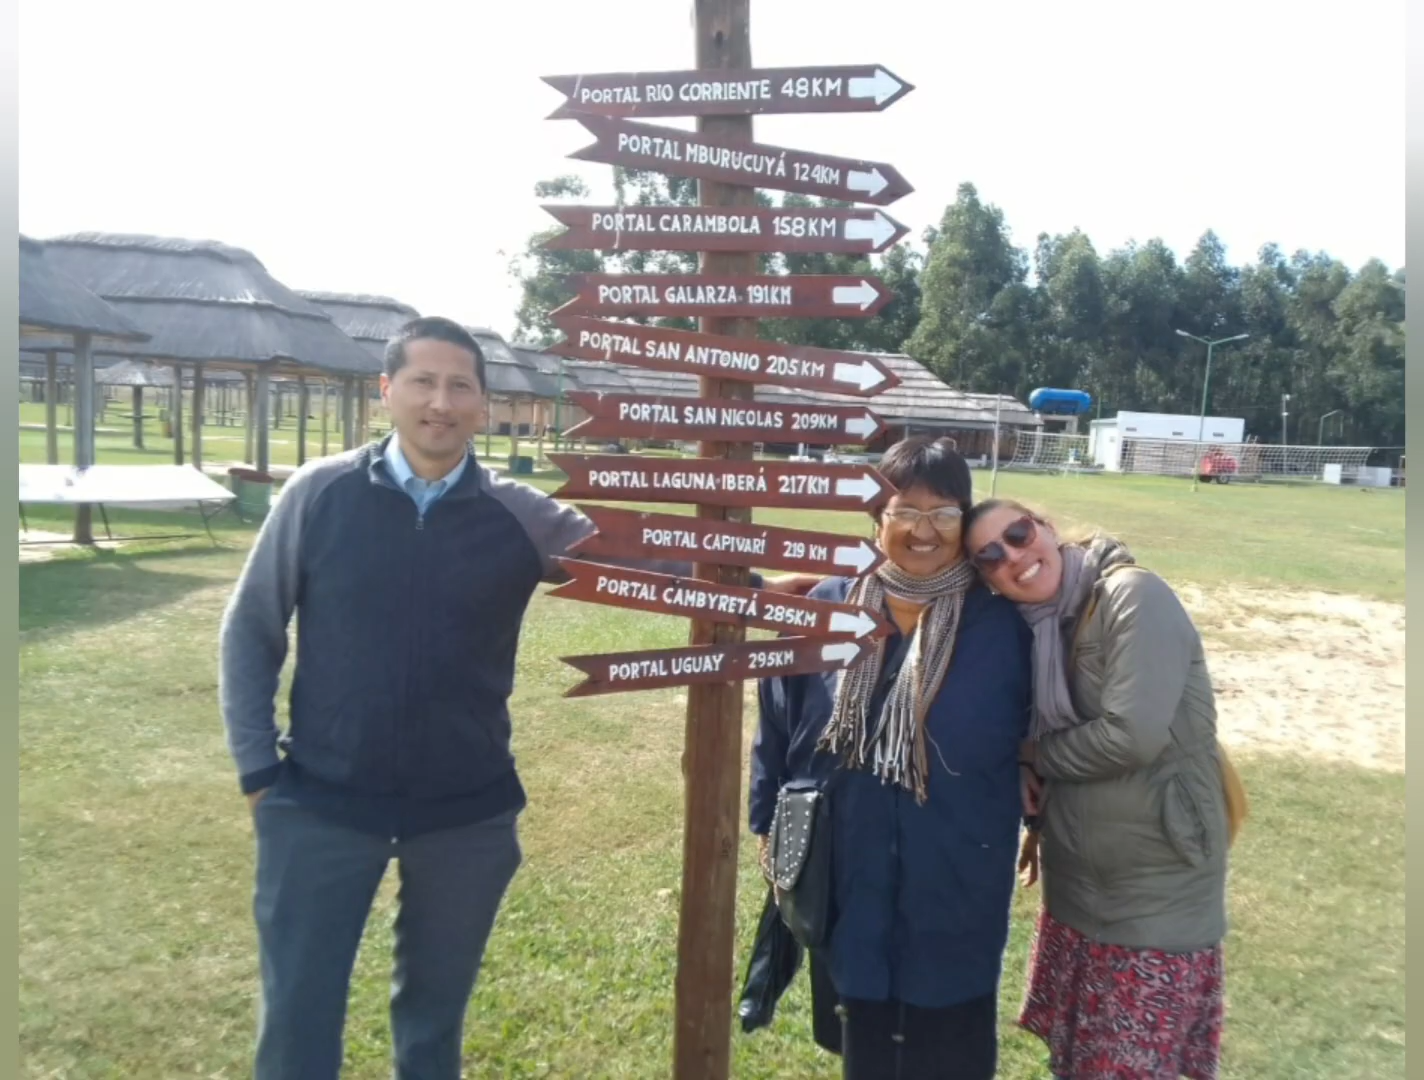 PORTAL RIO CORRIENTE 48KM
PORTAL MBURUCUYÁ 124KM
PORTAL CARAMBOLA 158KM
PORTAL GALARZA 191KM
PORTAL SAN ANTONIO 205KM
PORTAL SAN NICOLAS 209KM
PORTAL LAGUNA IBERÁ 217KM
PORTAL CAPIVARÍ 219 KM
PORTAL CAMBYRETÁ 285KM
PORTAL UGUAY - 295KM